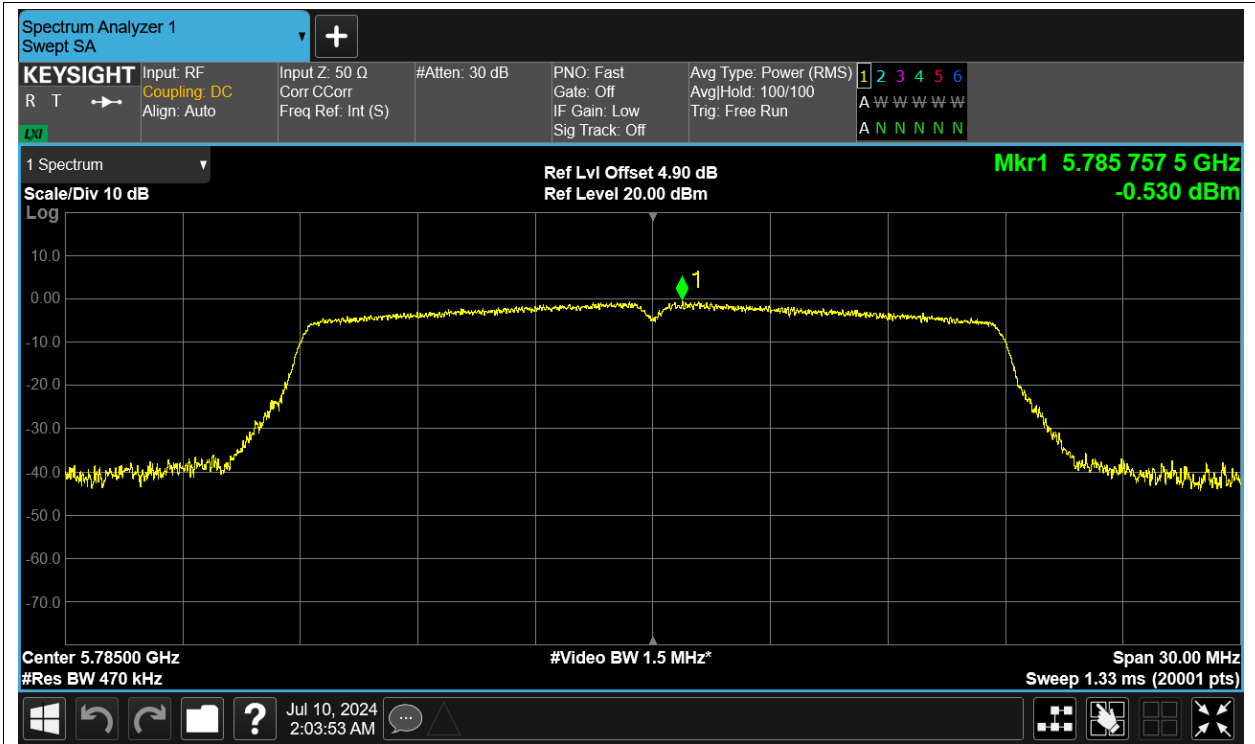 Spectrum Analyzer 1
Swept SA
+
KEYSIGHT
R T
LXI
Input: RF
Coupling: DC
Align: Auto
Input Z: 50 Ω
Corr CCorr
Freq Ref: Int (S)
#Atten: 30 dB
PNO: Fast
Gate: Off
IF Gain: Low
Sig Track: Off
Avg Type: Power (RMS)
Avg|Hold: 100/100
Trig: Free Run
1 2 3 4 5 6
A W W W W W
A N N N N N
1 Spectrum
Scale/Div 10 dB
Log
Ref Lvl Offset 4.90 dB
Ref Level 20.00 dBm
Mkr1 5.785 757 5 GHz
-0.530 dBm
1
10.0
0.00
-10.0
-20.0
-30.0
-40.0
-50.0
-60.0
-70.0
Center 5.78500 GHz
#Video BW 1.5 MHz*
Span 30.00 MHz
#Res BW 470 kHz
Sweep 1.33 ms (20001 pts)
?
Jul 10, 2024
2:03:53 AM